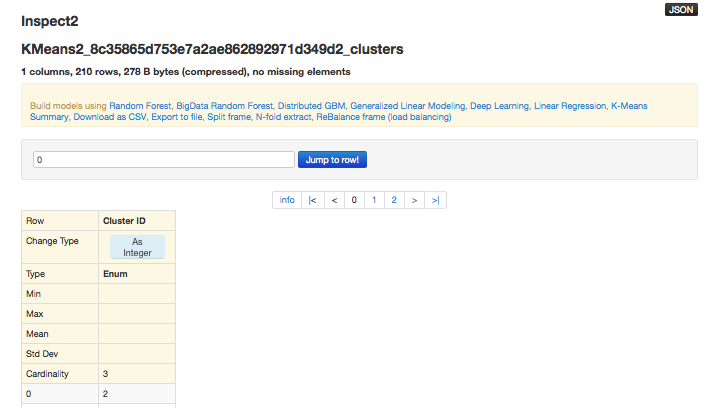 JSON
Inspect2
KMeans2_8c35865d753e7a2ae862892971d349d2_clusters
1 columns, 210 rows, 278 B bytes (compressed), no missing elements
Build models using Random Forest, BigData Random Forest, Distributed GBM, Generalized Linear Modeling, Deep Learning, Linear Regression, K-Means
Summary, Download as CSV, Export to file, Split frame, N-fold extract, ReBalance frame (load balancing)
0 Jump to row!
info |< < 0 1 2 > >|
Row Cluster ID
Change Type As
Integer
Type Enum
Min
Max
Mean
Std Dev
Cardinality 3
0 2